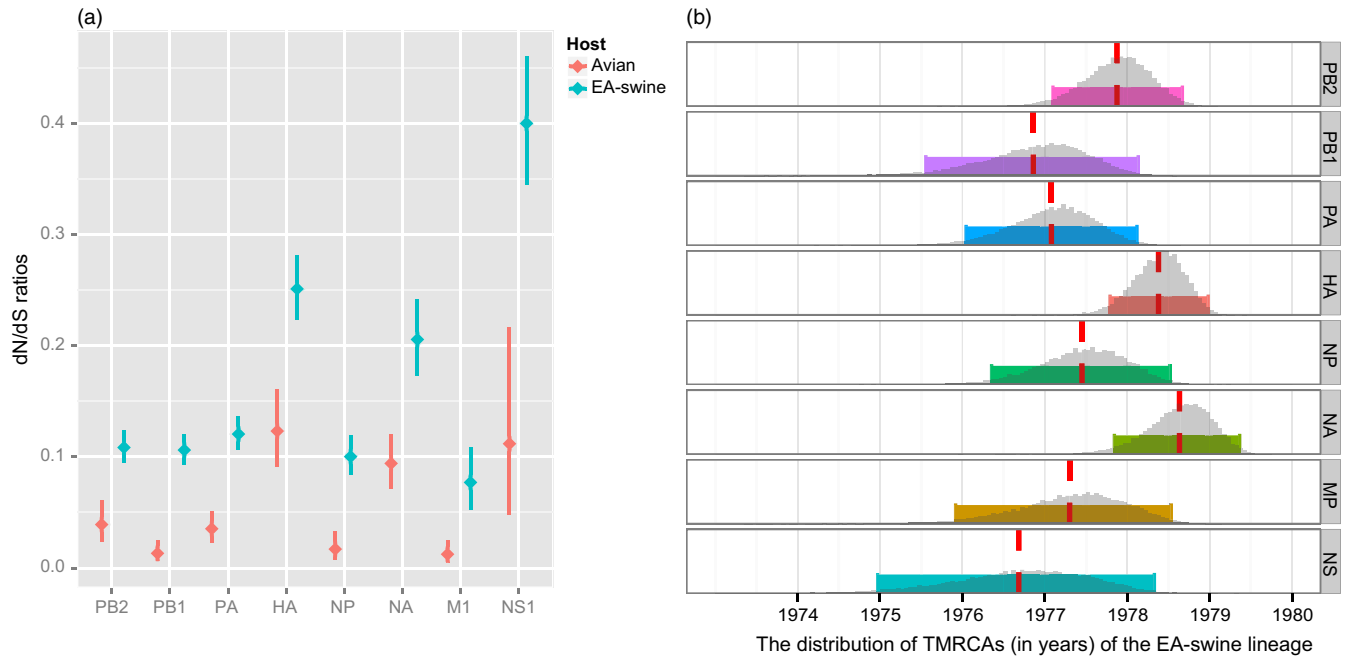 (a)
Host
Avian
EA-swine
dN/dS ratios
0.4
0.3
0.2
0.1
0.0
PB2 PB1 PA HA NP NA M1 NS1
(b)
PB2
PB1
PA
HA
NP
NA
MP
NS
1974 1975 1976 1977 1978 1979 1980
The distribution of TMRCAs (in years) of the EA-swine lineage